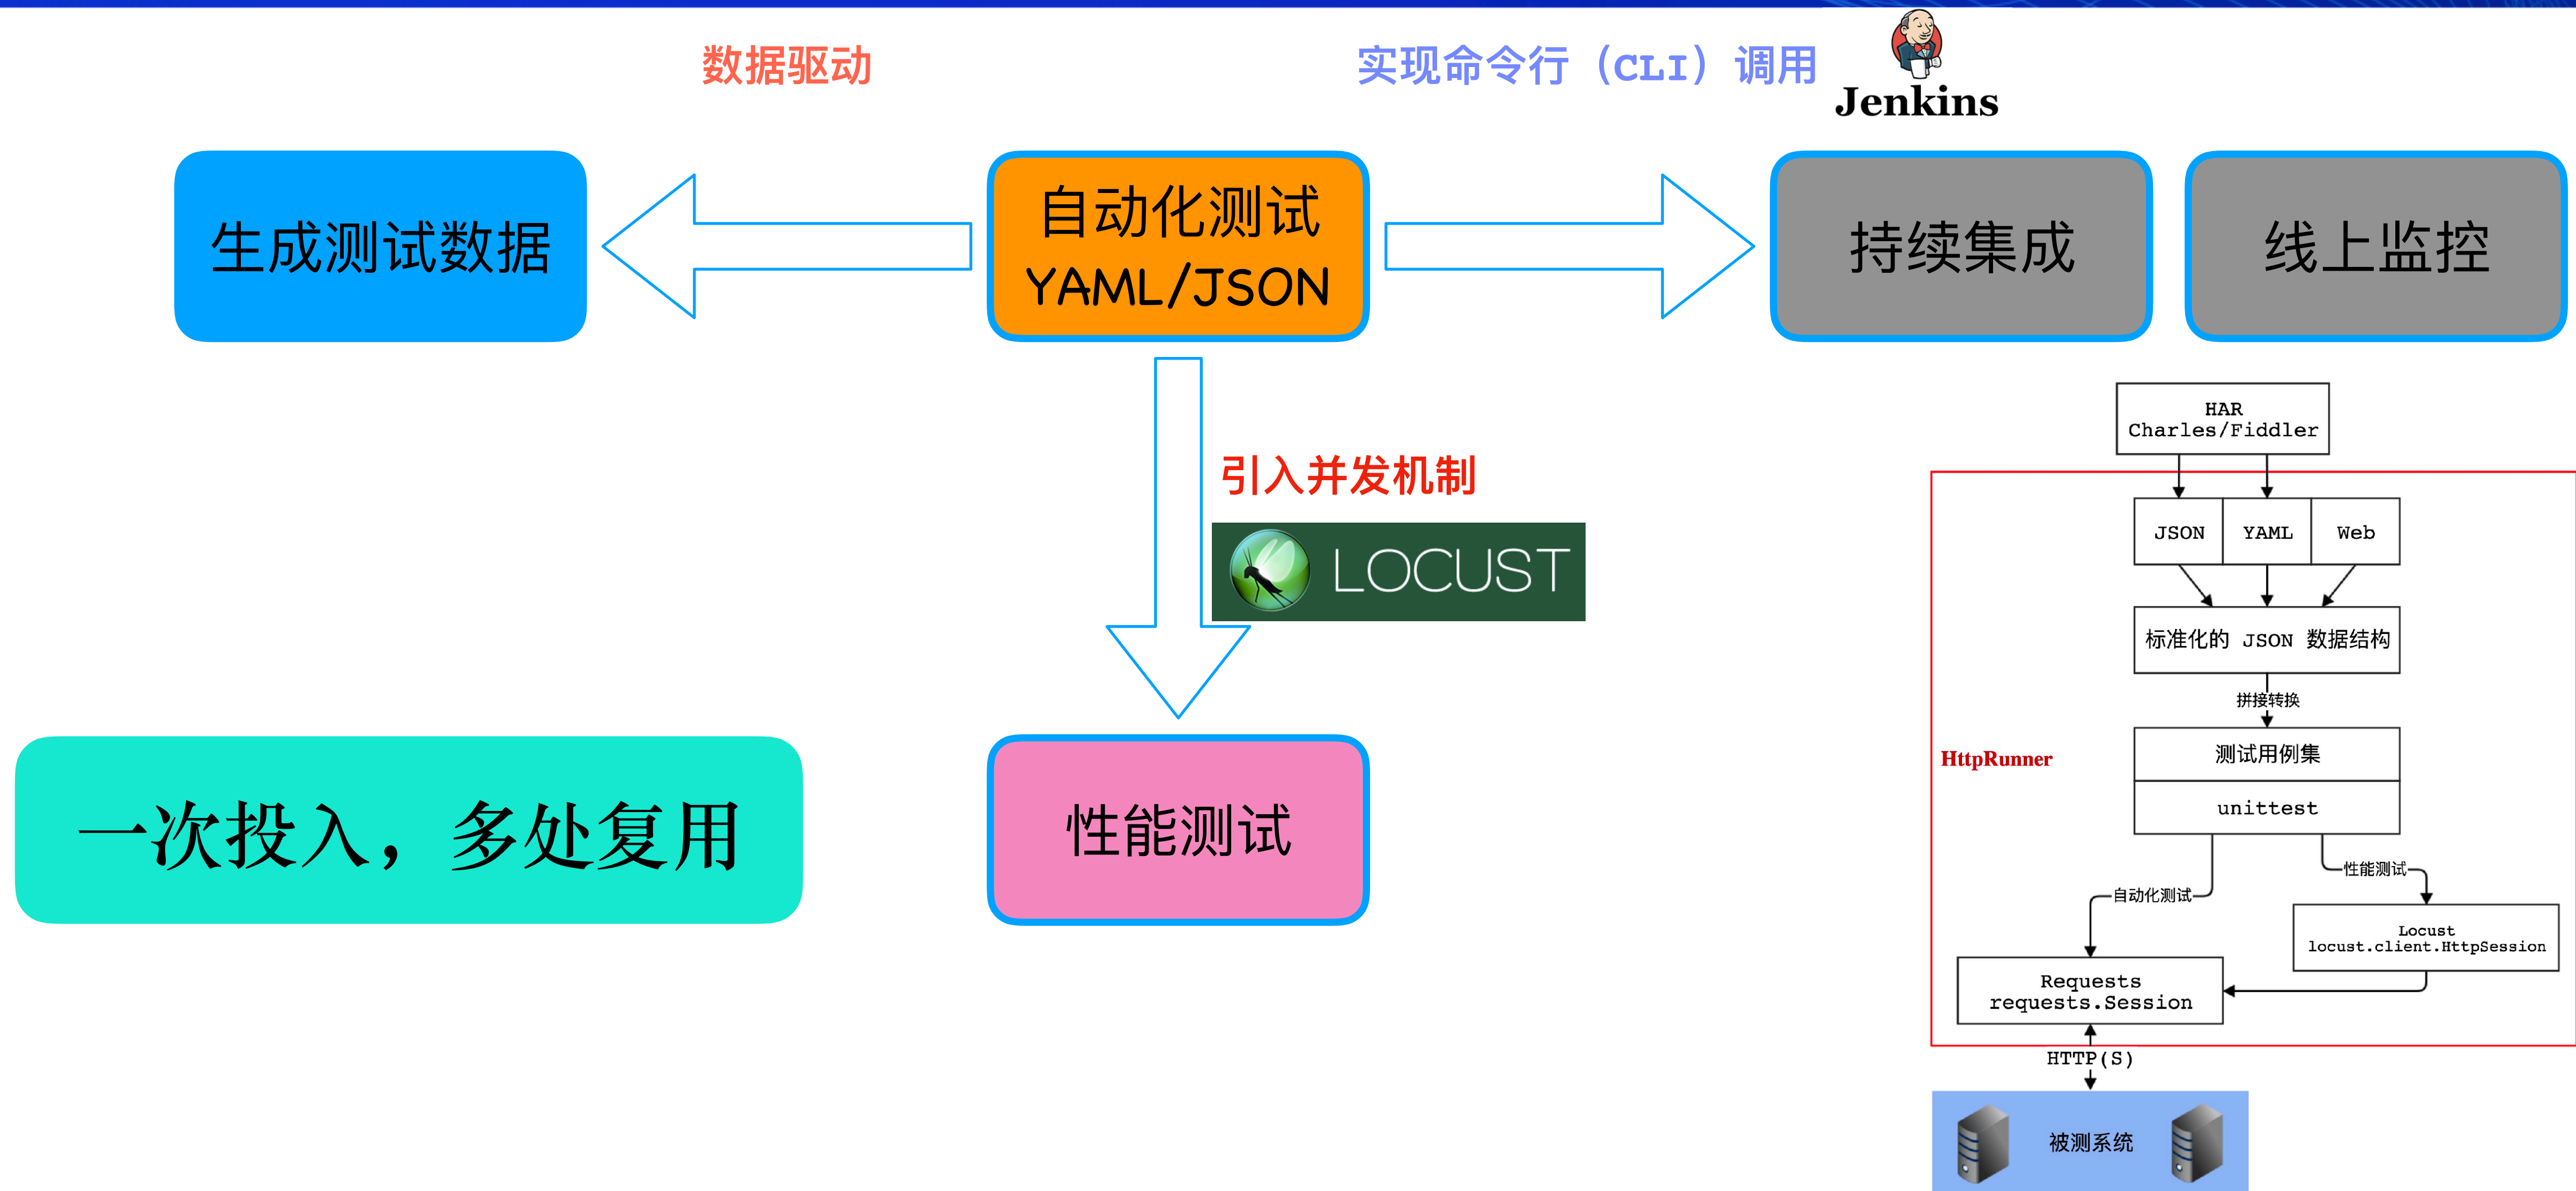 数据驱动
实现命令行（CLI）调用
Jenkins
生成测试数据
自动化测试
YAML/JSON
持续集成
线上监控
引入并发机制
LOCUST
一次投入，多处复用
性能测试
HAR
Charles/Fiddler
JSON
YAML
Web
标准化的 JSON 数据结构
拼接转换
测试用例集
HttpRunner
unittest
性能测试
自动化测试
Locust
locust.client.HttpSession
Requests
requests.Session
HTTP(S)
被测系统